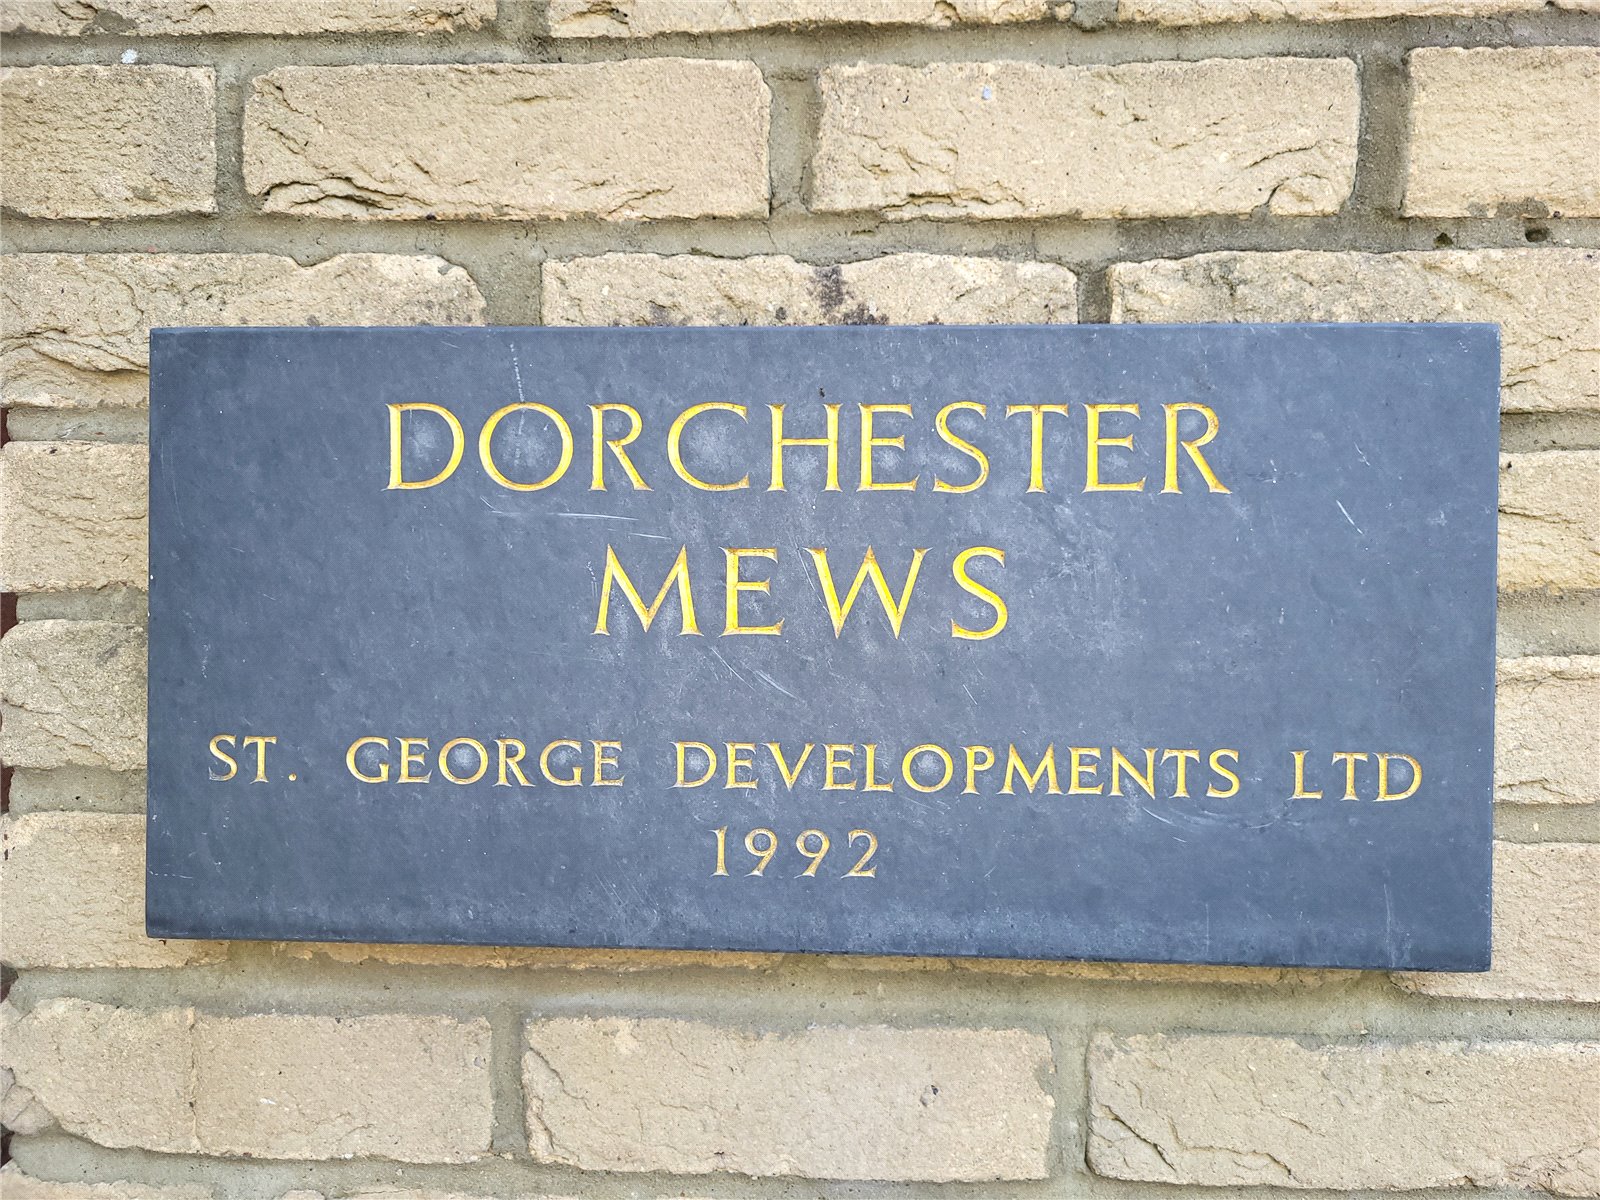 DORCHESTER
MEWS
ST. GEORGE DEVELOPMENTS LTD
1992